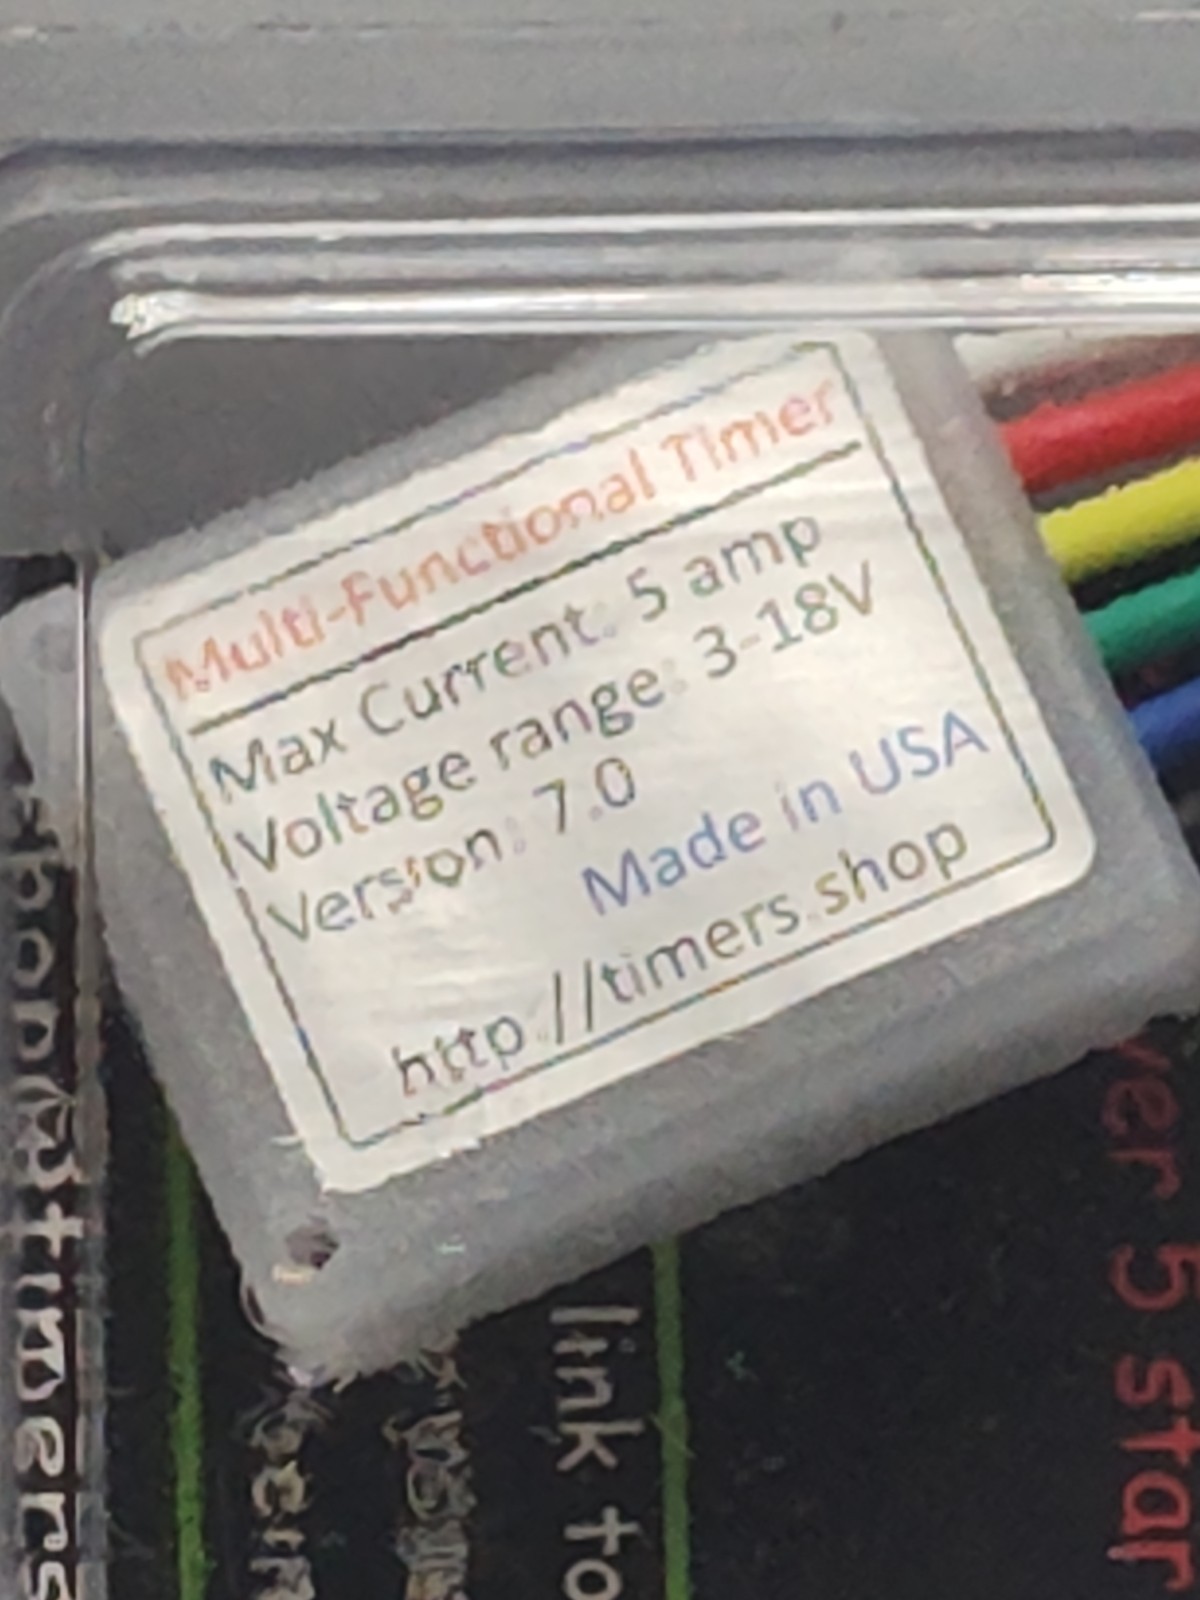 Multi-Functional Timer
Max Current: 5 amp
Voltage range: 3-18V
Version: 7.0
Made in USA
http://timers.shop
timers
link to
ver 5 star